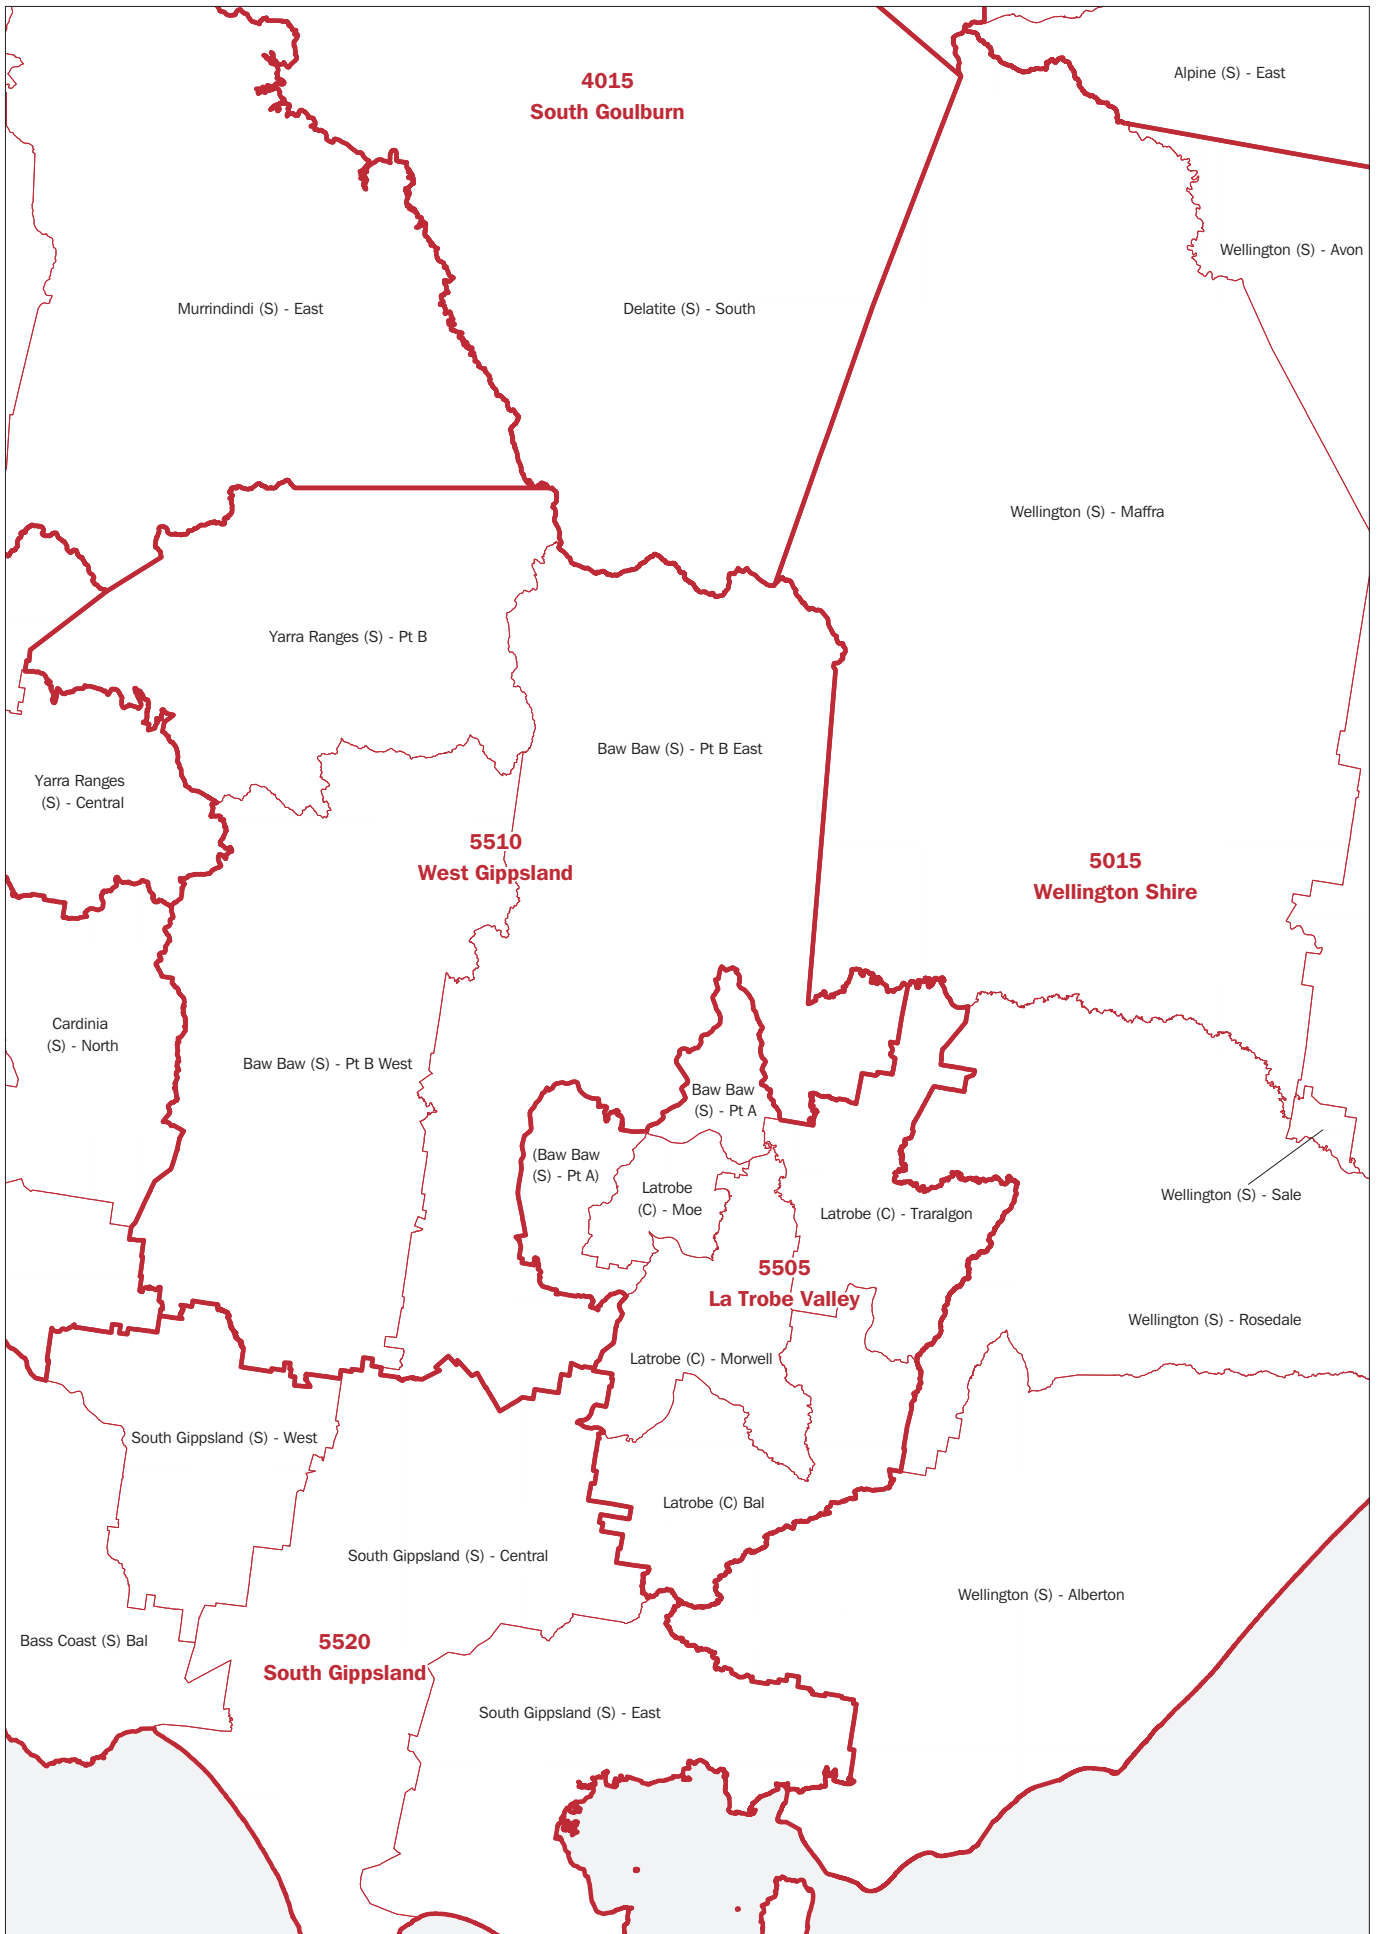 Alpine (S) - East
4015
South Goulburn
Wellington (S) - Avon
Murrindindi (S) - East
Delatite (S) - South
Wellington (S) - Maffra
Yarra Ranges (S) - Pt B
Baw Baw (S) - Pt B East
Yarra Ranges
(S) - Central
5510
West Gippsland
5015
Wellington Shire
Cardinia
(S) - North
Baw Baw (S) - Pt B West
Baw Baw
(S) - Pt A
(Baw Baw
(S) - Pt A)
Latrobe
(C) - Moe
Wellington (S) - Sale
Latrobe (C) - Traralgon
5505
La Trobe Valley
Wellington (S) - Rosedale
Latrobe (C) - Morwell
South Gippsland (S) - West
Latrobe (C) Bal
South Gippsland (S) - Central
Wellington (S) - Alberton
Bass Coast (S) Bal
5520
South Gippsland
South Gippsland (S) - East